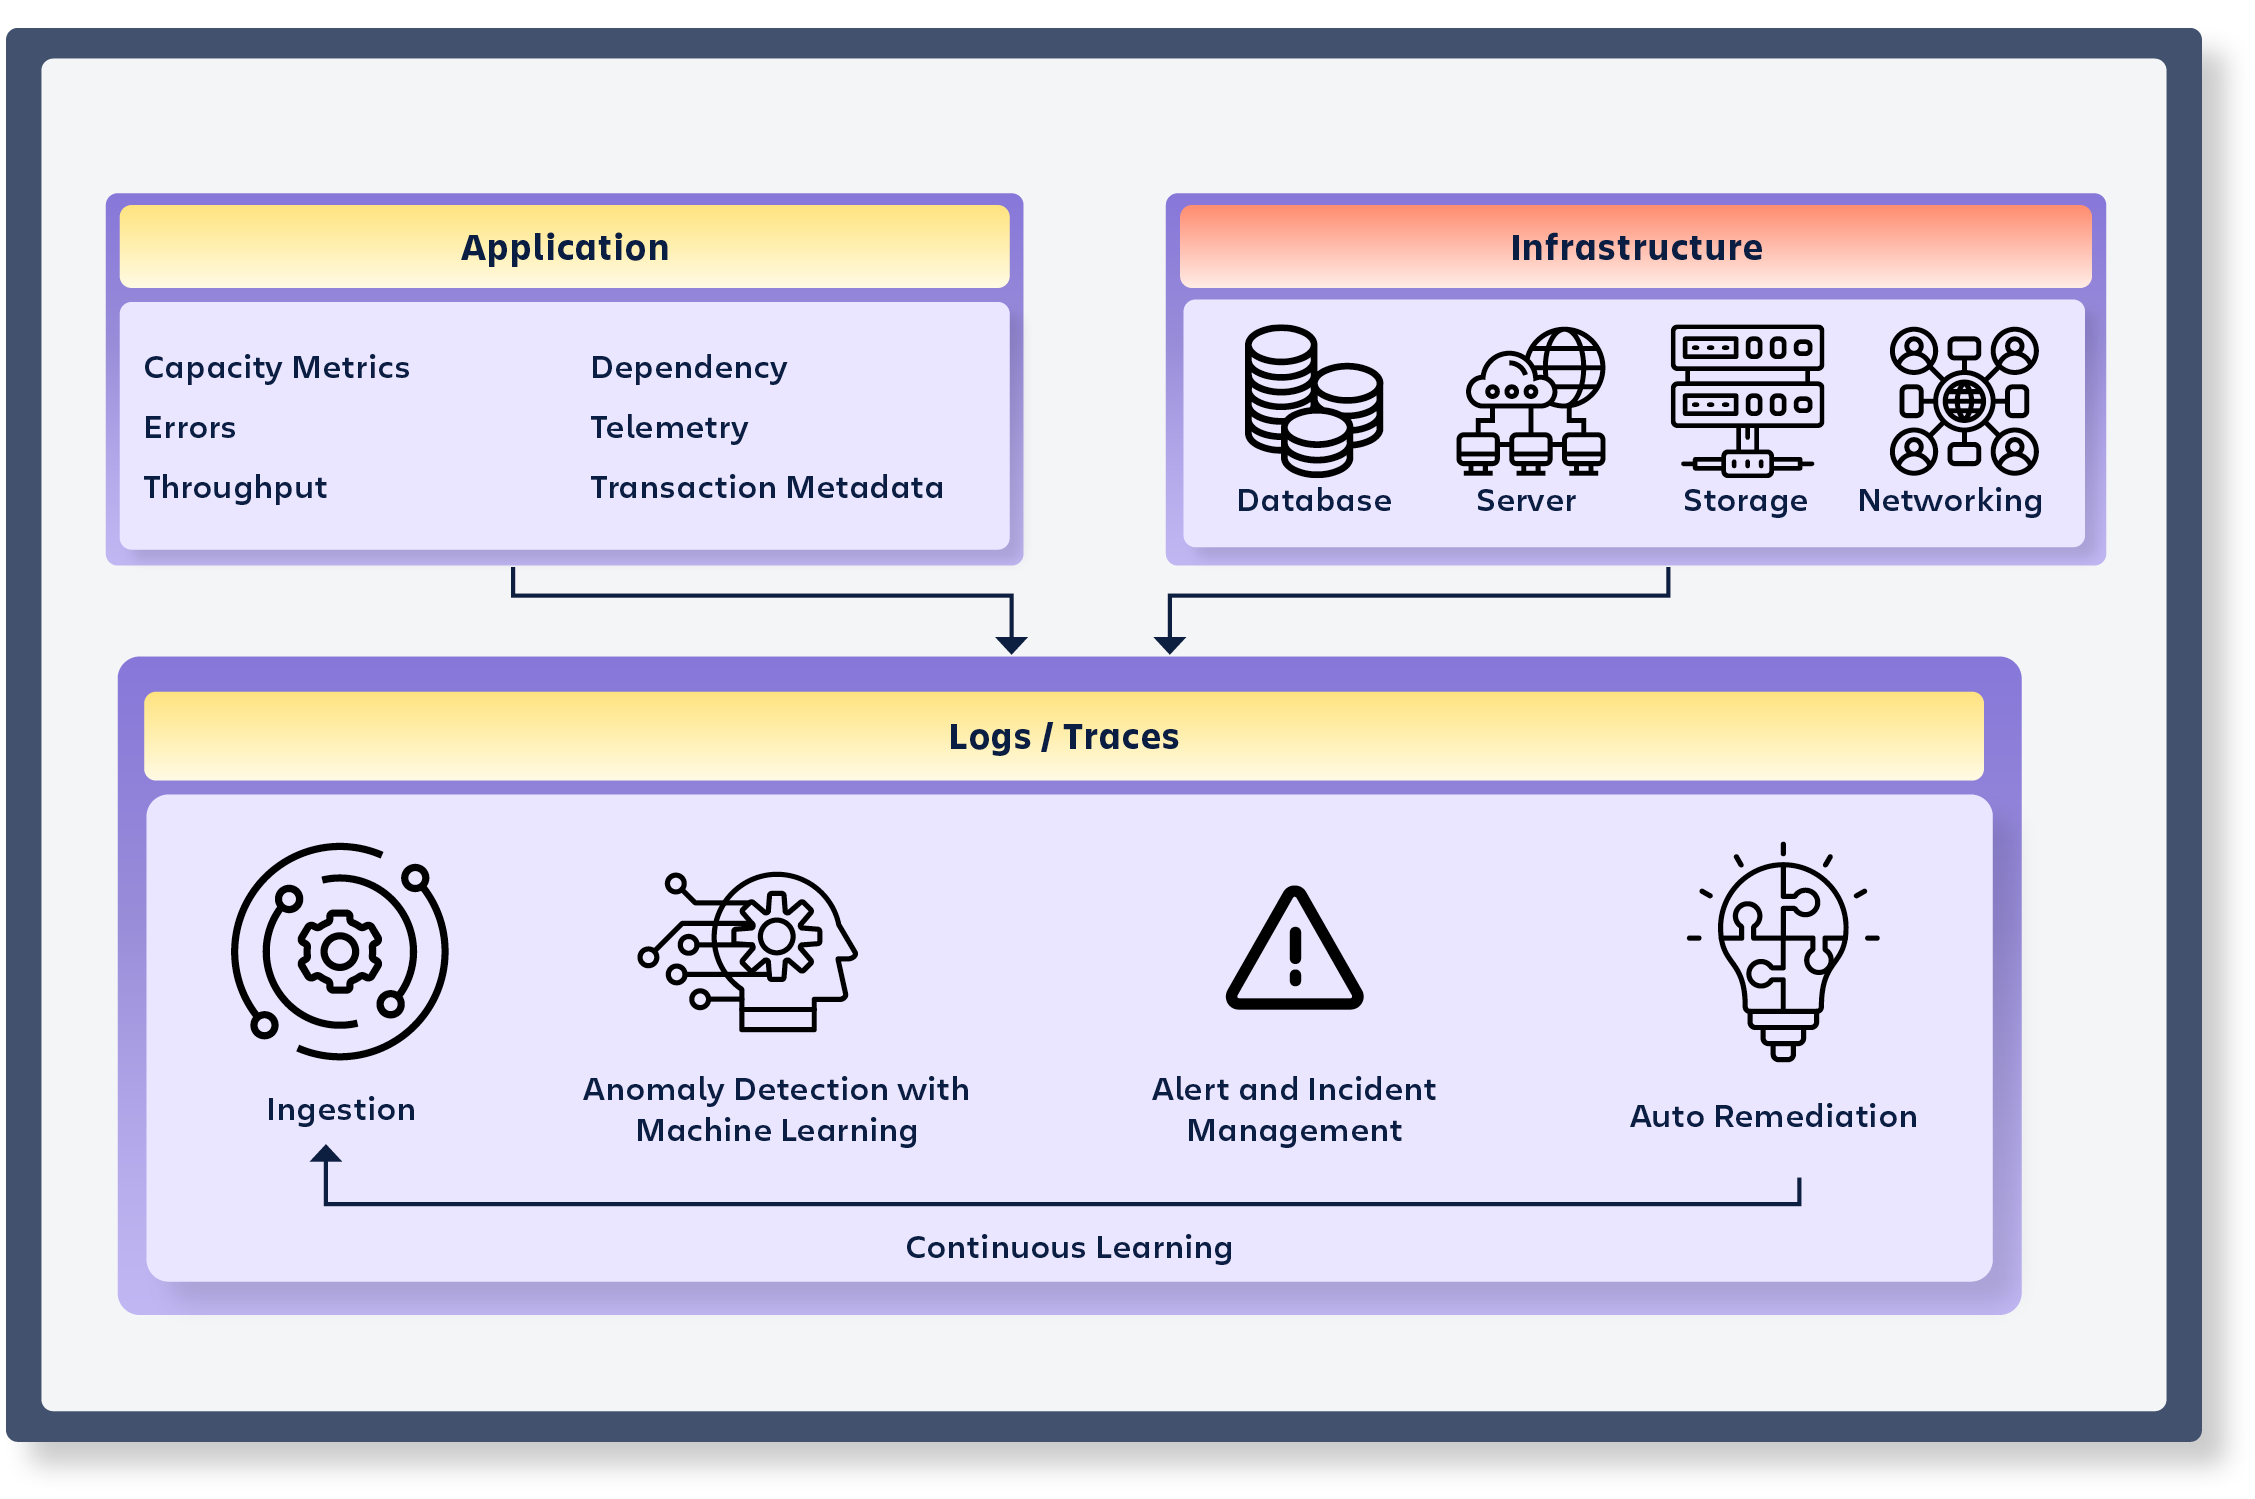 Application
Capacity Metrics
Errors
Throughput
Dependency
Telemetry
Transaction Metadata
Infrastructure
Database
Server
Storage
Networking
Logs / Traces
Ingestion
Anomaly Detection with
Machine Learning
Alert and Incident
Management
Auto Remediation
Continuous Learning